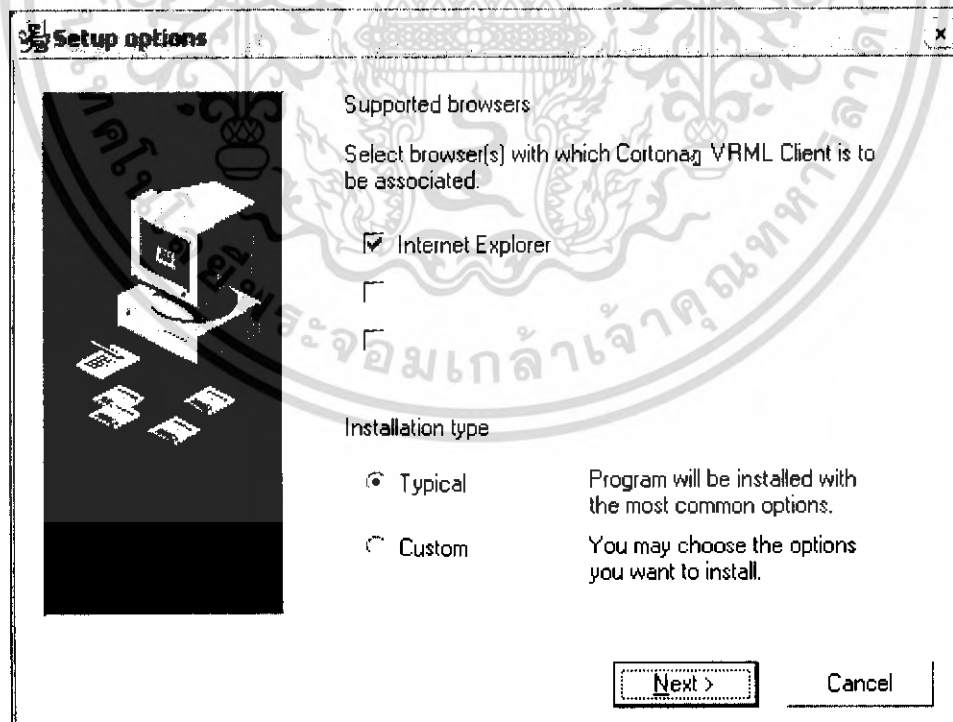 Setup options
Supported browsers
Select browser(s) with which Cortona VRML Client is to
be associated.
Internet Explorer
Installation type
Typical
Program will be installed with
the most common options.
Custom
You may choose the options
you want to install.
Next >
Cancel